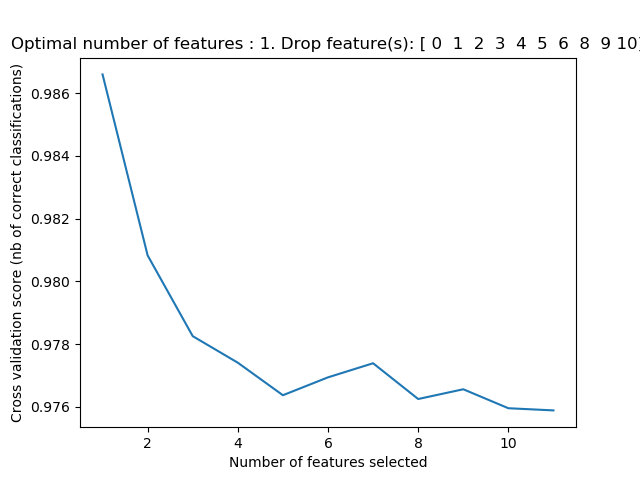 Optimal number of features : 1. Drop feature(s): [ 0 1 2 3 4 5 6 8 9 10]
Cross validation score (nb of correct classifications)
0.986
0.984
0.982
0.980
0.978
0.976
2 4 6 8 10
Number of features selected